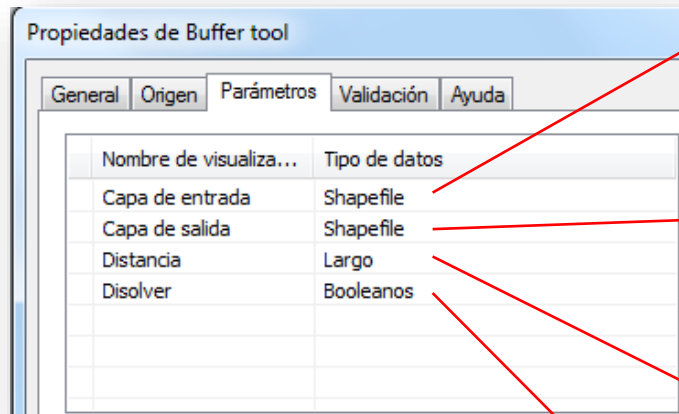 Propiedades de Buffer tool
General Origen Parámetros Validación Ayuda
Nombre de visualiza... Tipo de datos
Capa de entrada Shapefile
Capa de salida Shapefile
Distancia Largo
Disolver Booleanos